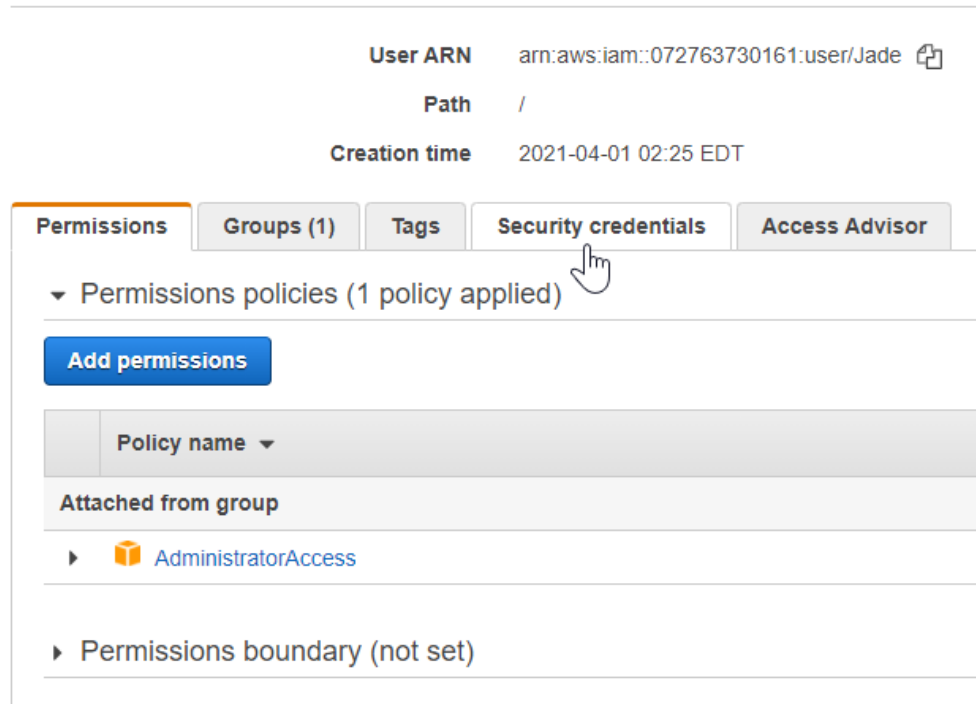 User ARN arn:aws:iam::072763730161:user/Jade
Path /
Creation time 2021-04-01 02:25 EDT
Permissions Groups (1) Tags Security credentials Access Advisor
Permissions policies (1 policy applied)
Add permissions
Policy name
Attached from group
AdministratorAccess
Permissions boundary (not set)